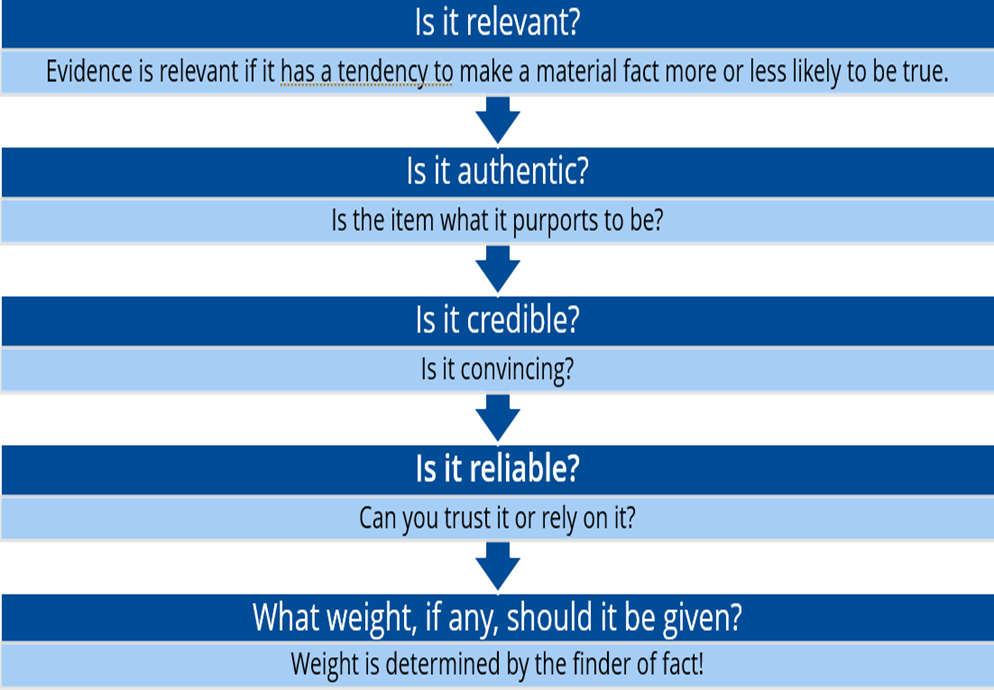 Is it relevant?
Evidence is relevant if it has a tendency to make a material fact more or less likely to be true.
Is it authentic?
Is the item what it purports to be?
Is it credible?
Is it convincing?
Is it reliable?
Can you trust it or rely on it?
What weight, if any, should it be given?
Weight is determined by the finder of fact!